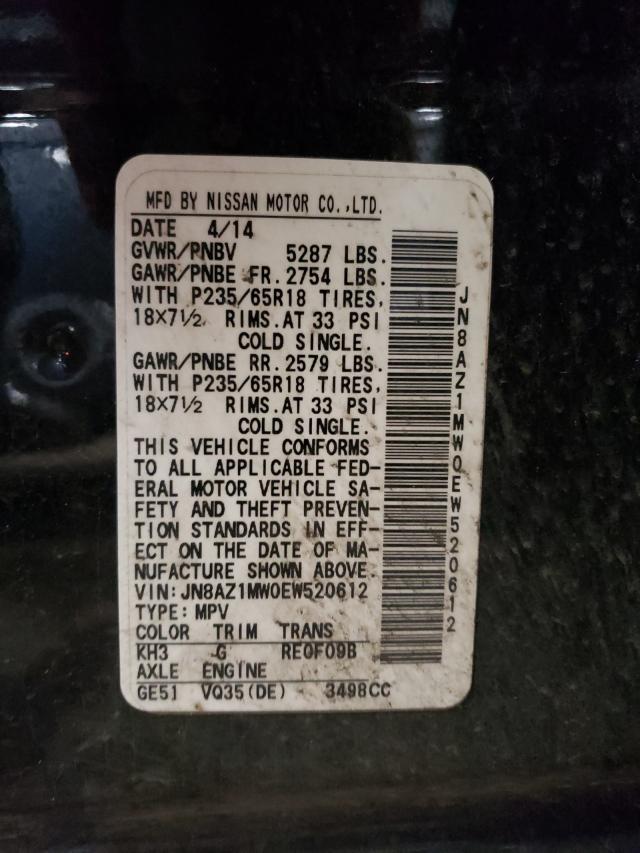 MFD BY NISSAN MOTOR CO.,LTD.
DATE 4/14
GVWR/PNBV 5287 LBS.
GAWR/PNBE FR. 2754 LBS.
WITH P235/65R18 TIRES,
18×7½ RIMS.AT 33 PSI
COLD SINGLE.
GAWR/PNBE RR. 2579 LBS.
WITH P235/65R18 TIRES,
18×7½ RIMS.AT 33 PSI
COLD SINGLE.
THIS VEHICLE CONFORMS
TO ALL APPLICABLE FED-
ERAL MOTOR VEHICLE SA-
FETY AND THEFT PREVEN-
TION STANDARDS IN EFF-
ECT ON THE DATE OF MA-
NUFACTURE SHOWN ABOVE.
VIN:JN8AZ1MW0EW520612
TYPE:MPV
COLOR TRIM TRANS
KH3 G RE0F09B
AXLE ENGINE
GE51 VQ35(DE) 3498CC
JN8AZ1MW0EW520612